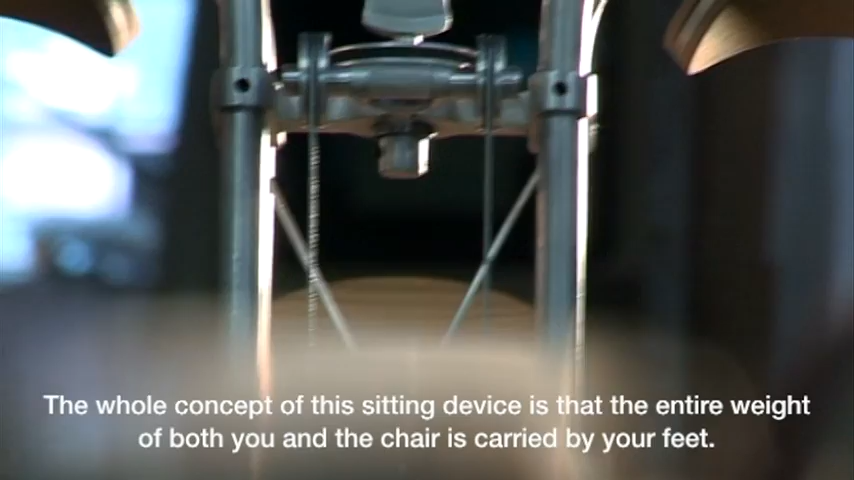 The whole concept of this sitting device is that the entire weight
of both you and the chair is carried by your feet.